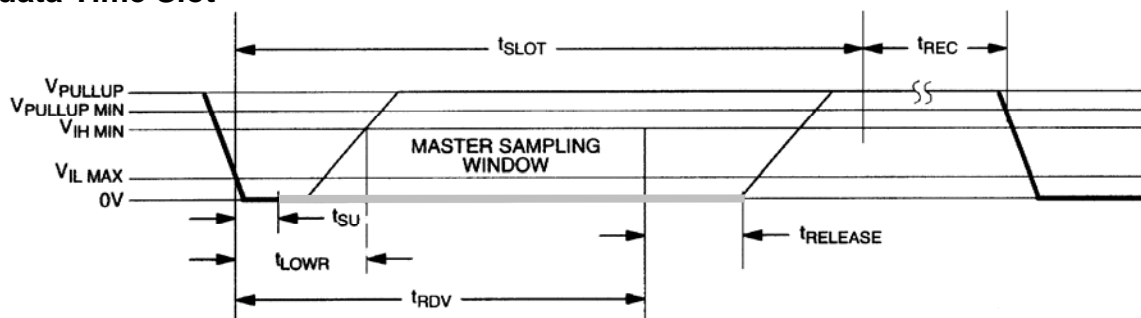 data Time Slot
tSLOT
tREC
VPULLUP
VPULLUP MIN
VIH MIN
MASTER SAMPLING
WINDOW
VIL MAX
0V
tSU
tRELEASE
tLOWR
tRDV